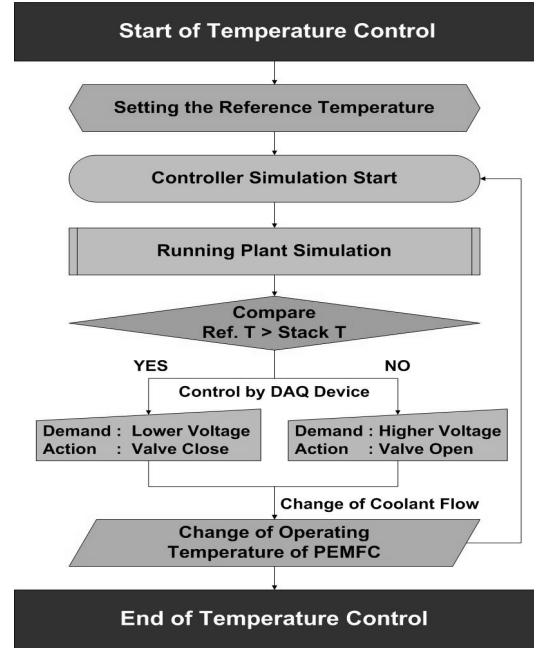 Start of Temperature Control
Setting the Reference Temperature
Controller Simulation Start
Running Plant Simulation
Compare
Ref. T > Stack T
YES
NO
Control by DAQ Device
Demand : Lower Voltage
Action : Valve Close
Demand : Higher Voltage
Action : Valve Open
Change of Coolant Flow
Change of Operating
Temperature of PEMFC
End of Temperature Control